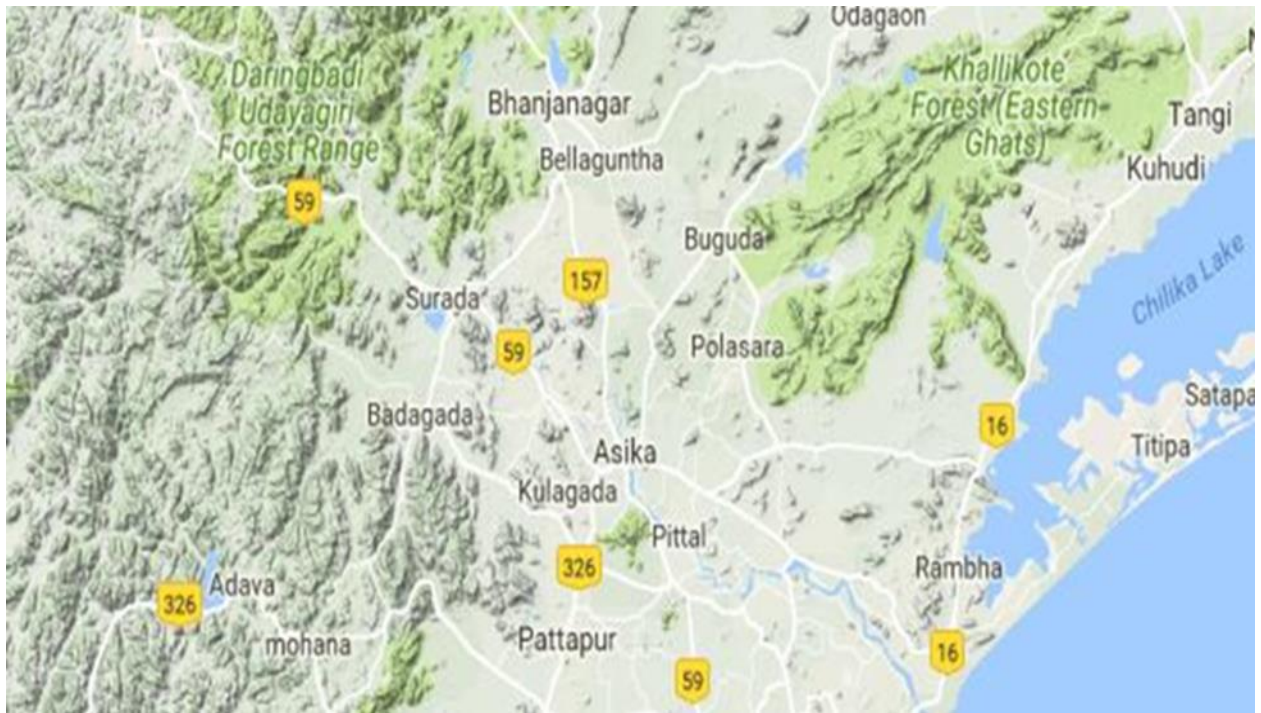 Odagaon
Daringbadi
Udayagiri
Forest Range
Khallikote
Forest (Eastern
Ghats)
Bhanjanagar
Tangi
Bellaguntha
Kuhudi
59
Buguda
157
Chilika Lake
Surada
59
Polasara
Satapa
Badagada
16
Asika
Titipa
Kulagada
Pittal
326
Rambha
Adava
326
mohana
Pattapur
16
59